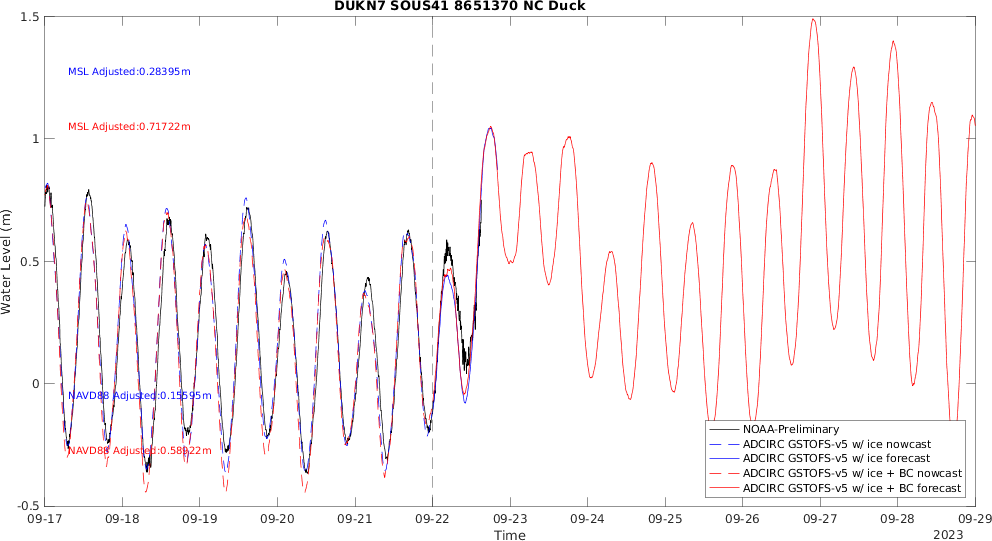 DUKN7 SOUS41 8651370 NC Duck
1.5
1
0.5
0
-0.5
Water Level (m)
MSL Adjusted:0.28395m
MSL Adjusted:0.71722m
NAVD88 Adjusted:0.15595m
NAVD88 Adjusted:0.58922m
NOAA-Preliminary
ADCIRC GSTOFS-v5 w/ ice nowcast
ADCIRC GSTOFS-v5 w/ ice forecast
ADCIRC GSTOFS-v5 w/ ice + BC nowcast
ADCIRC GSTOFS-v5 w/ ice + BC forecast
09-17 09-18 09-19 09-20 09-21 09-22 09-23 09-24 09-25 09-26 09-27 09-28 09-29
Time
2023